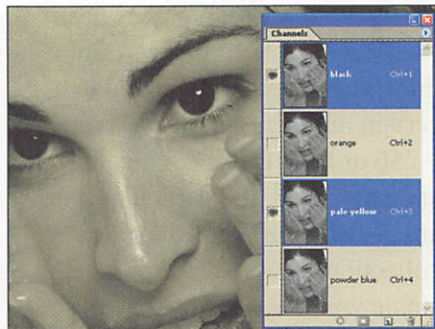 Channels
black Ctrl+1
orange Ctrl+2
pale yellow Ctrl+3
powder blue Ctrl+4